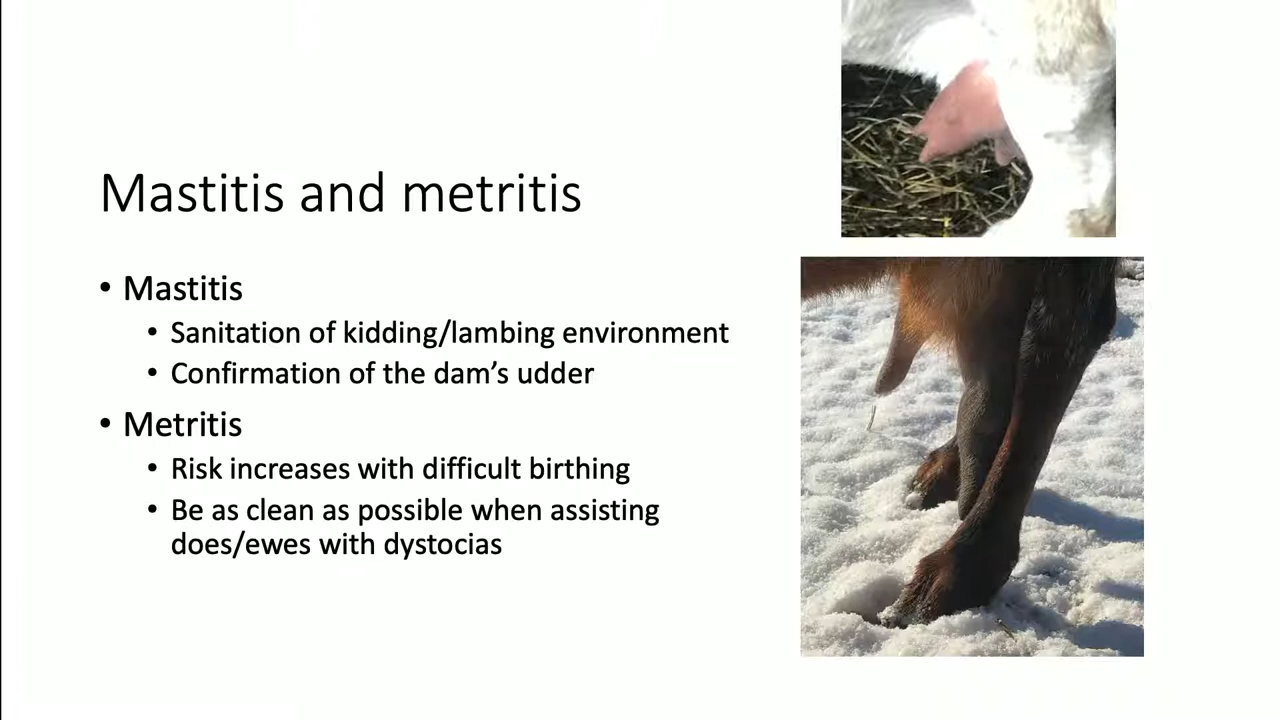 Mastitis and metritis
• Mastitis
• Sanitation of kidding/lambing environment
• Confirmation of the dam’s udder
• Metritis
• Risk increases with difficult birthing
• Be as clean as possible when assisting
does/ewes with dystocias